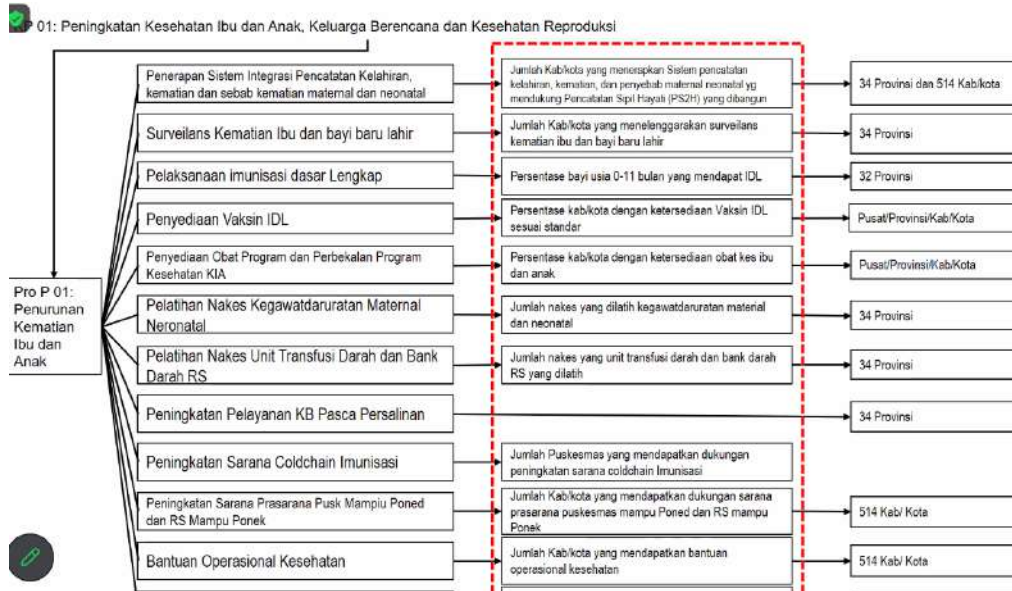 P 01: Peningkatan Kesehatan Ibu dan Anak, Keluarga Berencana dan Kesehatan Reproduksi
Pro P 01:
Penurunan
Kematian
Ibu dan
Anak
Penerapan Sistem Integrasi Pencatatan Kelahiran,
kematian dan sebab kematian maternal dan neonatal
Jumlah Kab/kota yang menerspkan Sistem pencatatan
kelahiran, kematian, dan penyebab maternal neonatal yg
mendukung Pencatatan Sipil Hayati (PS2H) yang dibangun
34 Provinsi dan 514 Kab/kota
Surveilans Kematian Ibu dan bayi baru lahir
Jumlah Kab/kota yang menelenggarakan surveilans
kematian ibu dan bayi baru lahir
34 Provinsi
Pelaksanaan imunisasi dasar Lengkap
Persentase bayi usia 0-11 bulan yang mendapat IDL
32 Provinsi
Penyediaan Vaksin IDL
Persentase kab/kota dengan ketersediaan Vaksin IDL
sesuai standar
Pusat/Provinsi/Kab/Kota
Penyediaan Obat Program dan Perbekalan Program
Kesehatan KIA
Persentase kab/kota dengan ketersediaan obat kes ibu
dan anak
Pusat/Provinsi/Kab/Kota
Pelatihan Nakes Kegawatdaruratan Maternal
Neronatal
Jumlah nakes yang dilatih kegawatdaruratan material
dan neonatal
34 Provinsi
Pelatihan Nakes Unit Transfusi Darah dan Bank
Darah RS
Jumlah nakes yang unit transfusi darah dan bank darah
RS yang dilatih
34 Provinsi
Peningkatan Pelayanan KB Pasca Persalinan
34 Provinsi
Peningkatan Sarana Coldchain Imunisasi
Jumlah Puskesmas yang mendapatkan dukungan
peningkatan sarana coldchain Imunisasi
Peningkatan Sarana Prasarana Pusk Mampiu Poned
dan RS Mampu Ponek
Jumlah Kab/kota yang mendapatkan dukungan sarana
prasarana puskesmas mampu Poned dan RS mampu
Ponek
514 Kab/ Kota
Bantuan Operasional Kesehatan
Jumlah Kab/kota yang mendapatkan bantuan
operasional kesehatan
514 Kab/ Kota